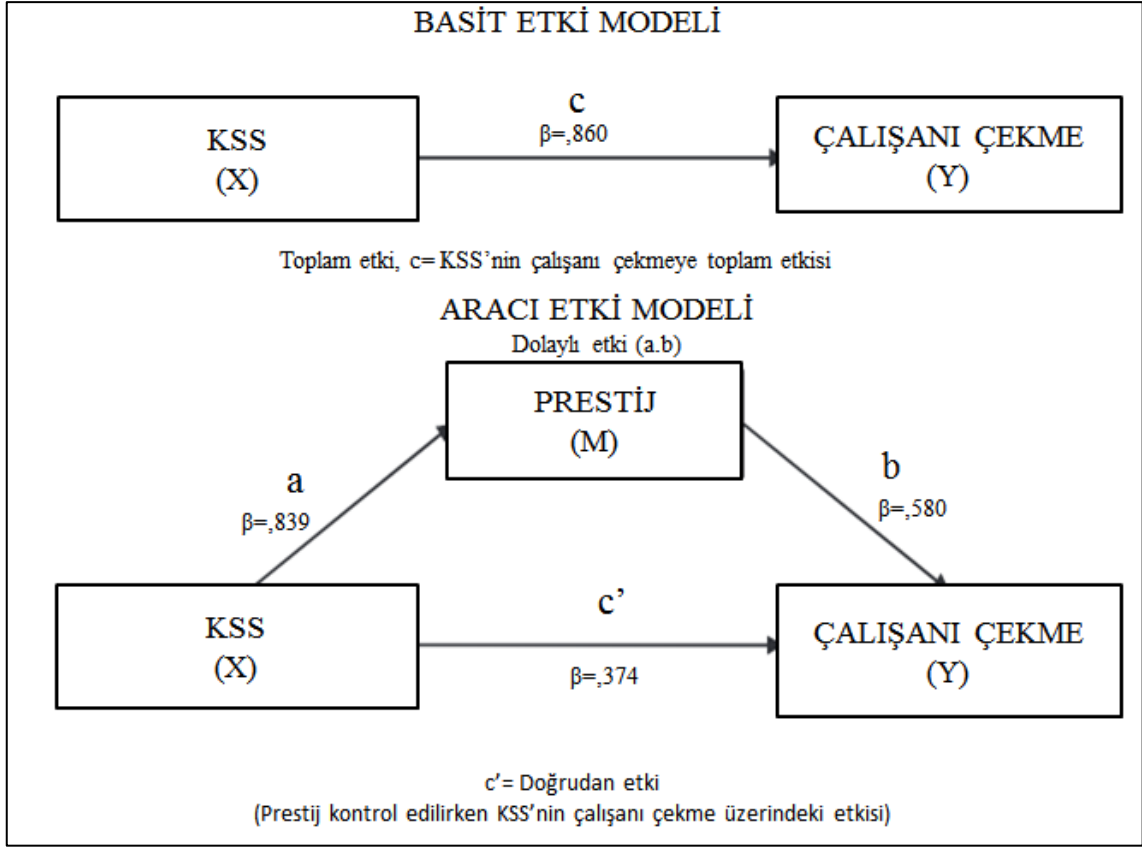 BASİT ETKİ MODELİ
c
β=,860
KSS
(X)
ÇALIŞANI ÇEKME
(Y)
Toplam etki, c= KSS’nin çalışanı çekmeye toplam etkisi
ARACI ETKİ MODELİ
Dolaylı etki (a.b)
PRESTİJ
(M)
a
β=,839
b
β=,580
KSS
(X)
c’
β=,374
ÇALIŞANI ÇEKME
(Y)
c’= Doğrudan etki
(Prestij kontrol edilirken KSS’nin çalışanı çekme üzerindeki etkisi)